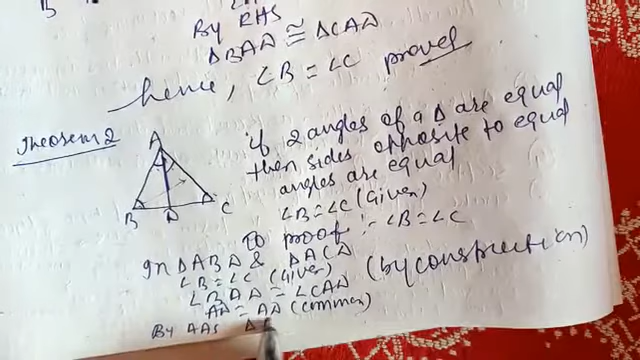 B
By RHS
ΔBAD ≅ ΔCAD
hence, ∠B = ∠C proved
Theorem 2
if 2 angles of a Δ are equal
then sides opposite to equal
angles are equal
A
B D C
∠B = ∠C (Given)
To proof :- ∠B = ∠C
In ΔABD & ΔACD
∠B = ∠C (Given)
∠BAD = ∠CAD (by construction)
AD = AD (common)
By AAS Δ